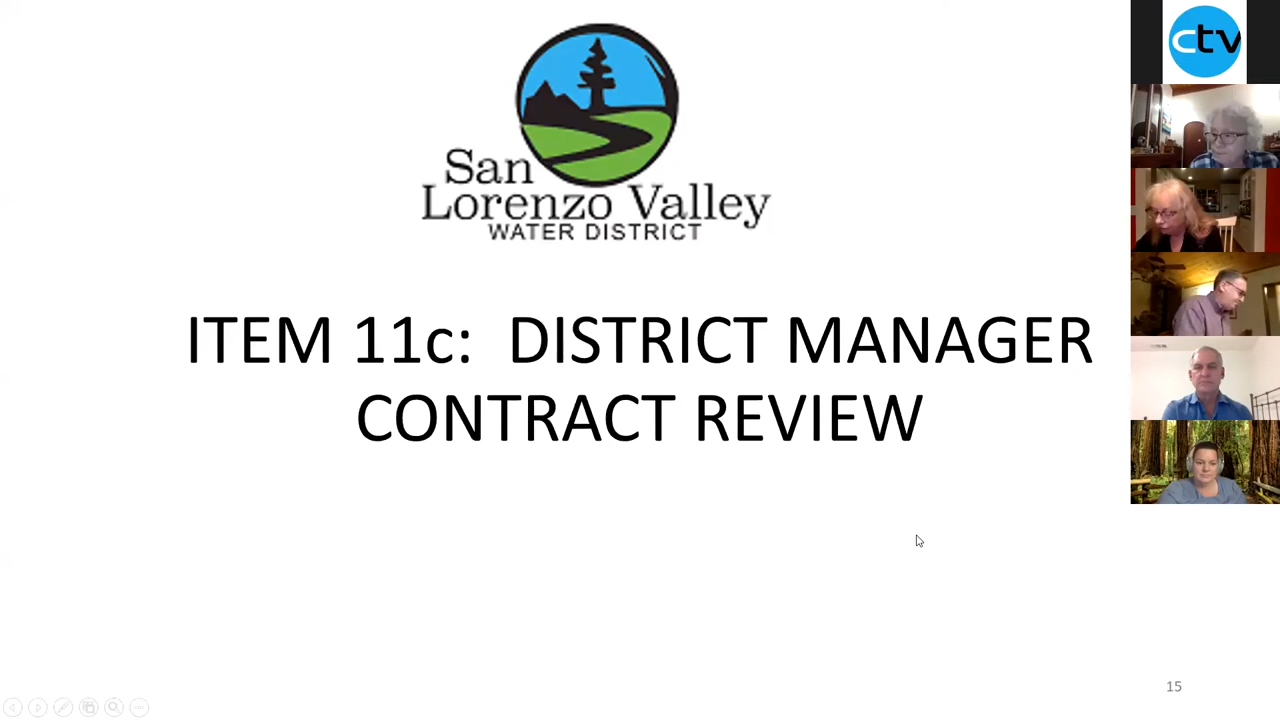 ctv
San
Lorenzo Valley
WATER DISTRICT
ITEM 11c: DISTRICT MANAGER
CONTRACT REVIEW
15